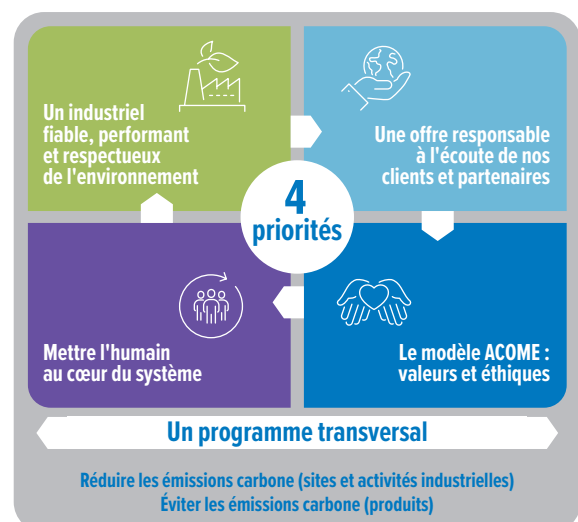 Un industriel
fiable, performant
et respectueux
de l'environnement
Une offre responsable
à l'écoute de nos
clients et partenaires
4
priorités
Mettre l'humain
au cœur du système
Le modèle ACOME :
valeurs et éthiques
Un programme transversal
Réduire les émissions carbone (sites et activités industrielles)
Éviter les émissions carbone (produits)